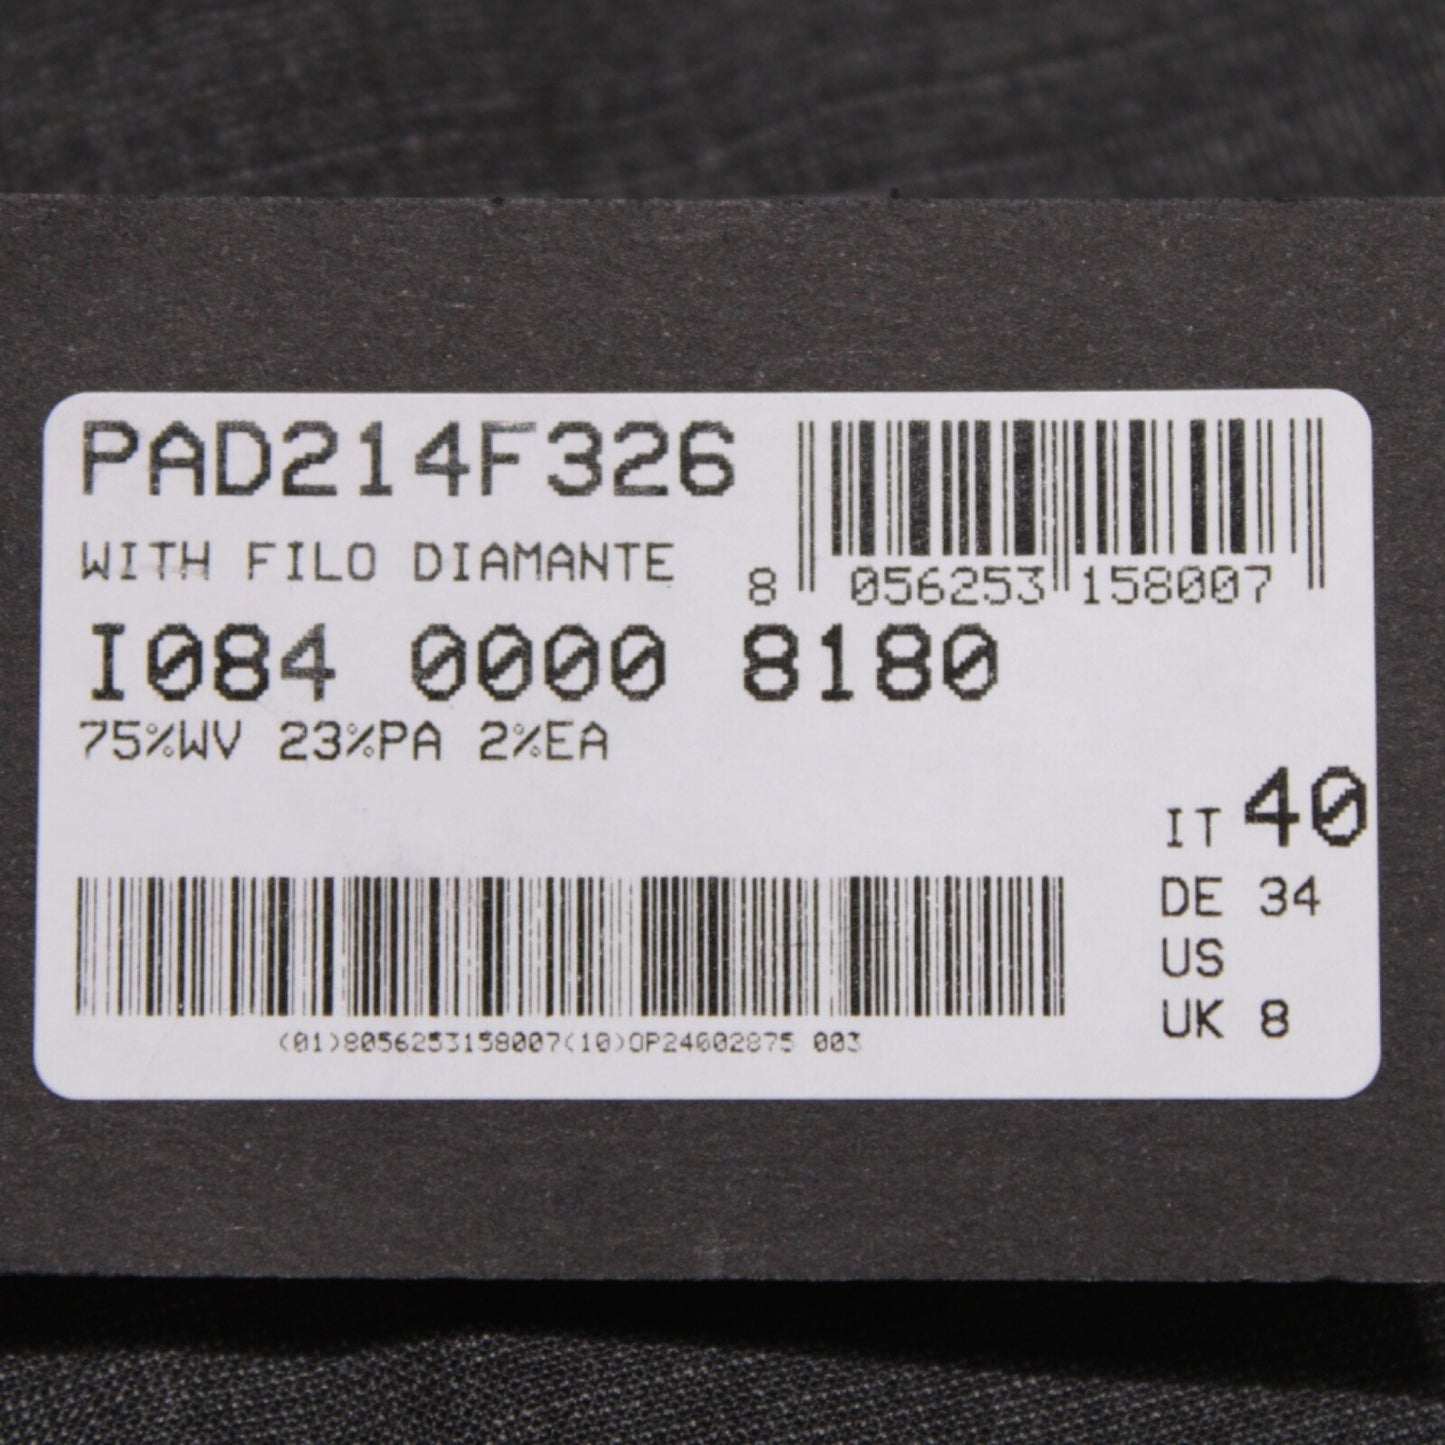 PAD214F326
WITH FILO DIAMANTE
8 056253 158007
I084 0000 8180
75%WV 23%PA 2%EA
IT 40
DE 34
US
UK 8
(01)8056253158007(10)OP24602875 003